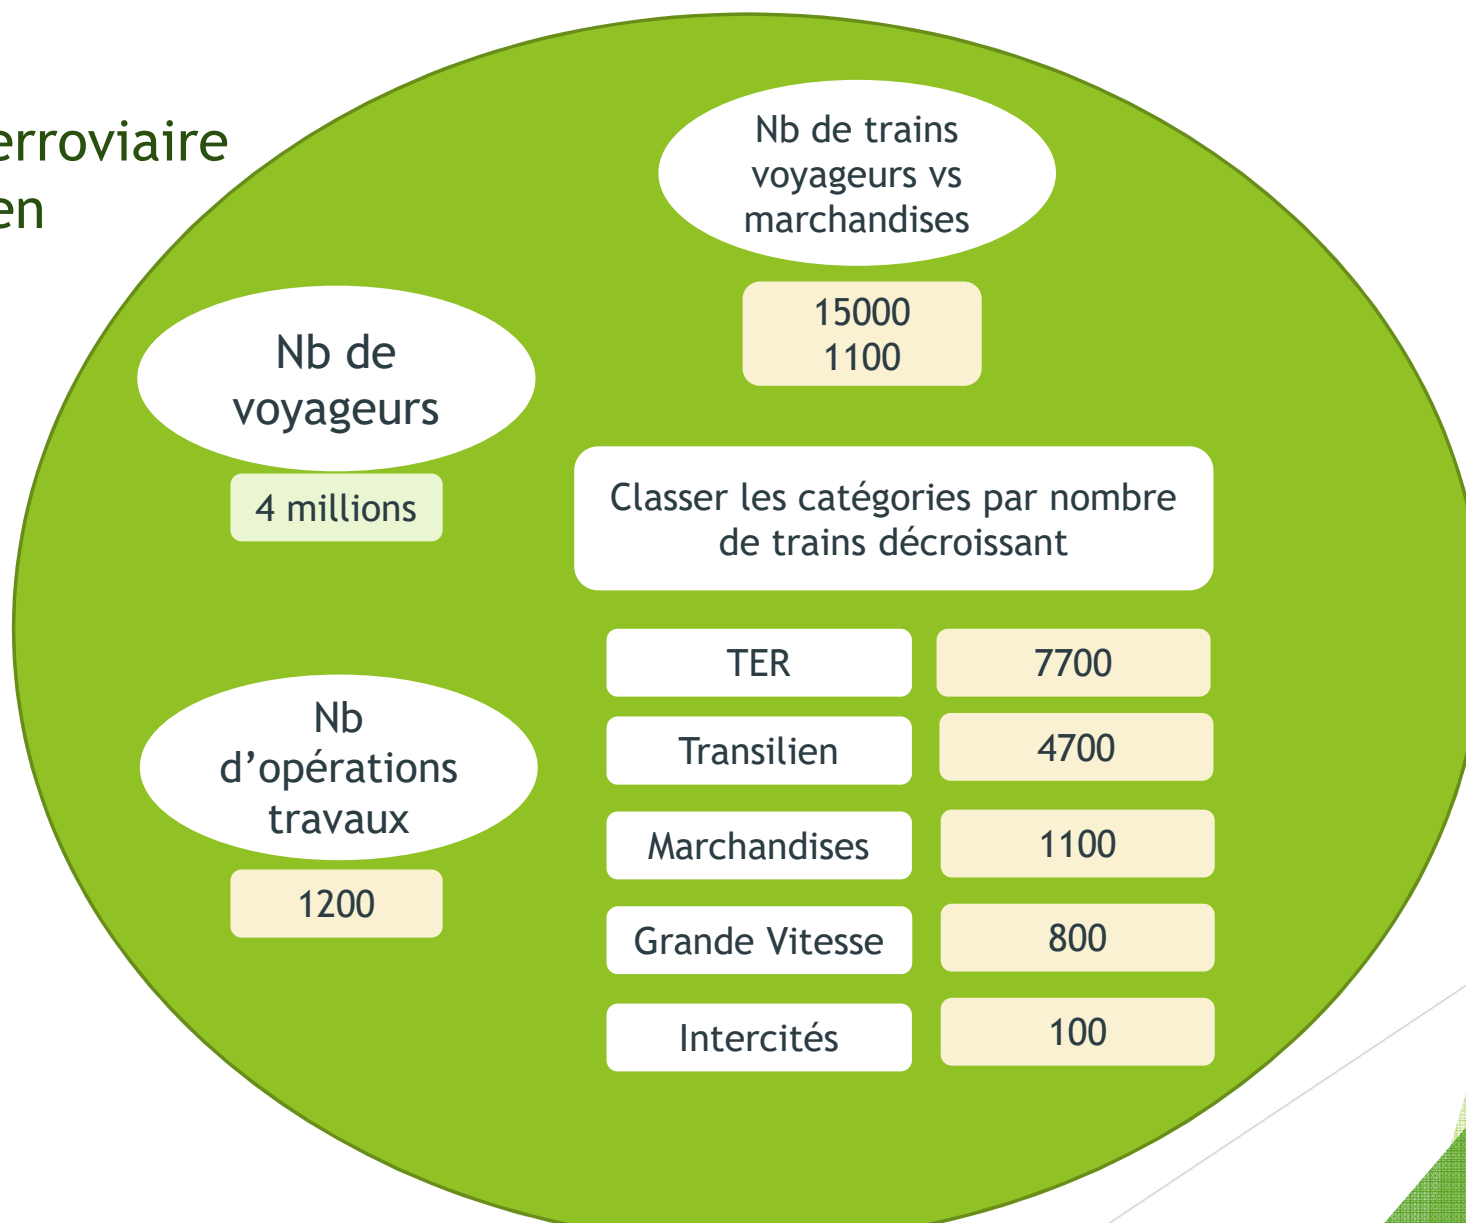 erroviaire
en
Nb de trains
voyageurs vs
marchandises
15000
1100
Nb de
voyageurs
4 millions
Classer les catégories par nombre
de trains décroissant
TER
7700
Transilien
4700
Marchandises
1100
Grande Vitesse
800
Intercités
100
Nb
d’opérations
travaux
1200